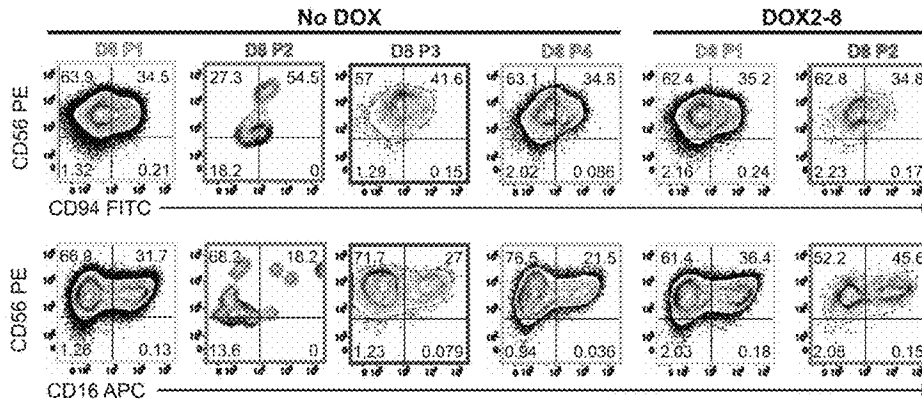 No DOX DOX2-8
D8 P1 D8 P2 D8 P3 D8 P4 D8 P1 D8 P2
63.9 34.5 27.3 54.5 57 41.6 63.1 34.8 62.4 35.2 62.8 34.8
CD56 PE
1.32 0.21 18.2 0 1.29 0.15 2.02 0.086 2.16 0.24 2.23 0.17
CD94 FITC
66.9 31.7 68.2 18.2 71.7 27 76.5 21.5 61.4 36.4 52.2 45.6
CD56 PE
1.26 0.13 13.6 0 1.23 0.079 0.94 0.036 2.03 0.18 2.08 0.15
CD16 APC